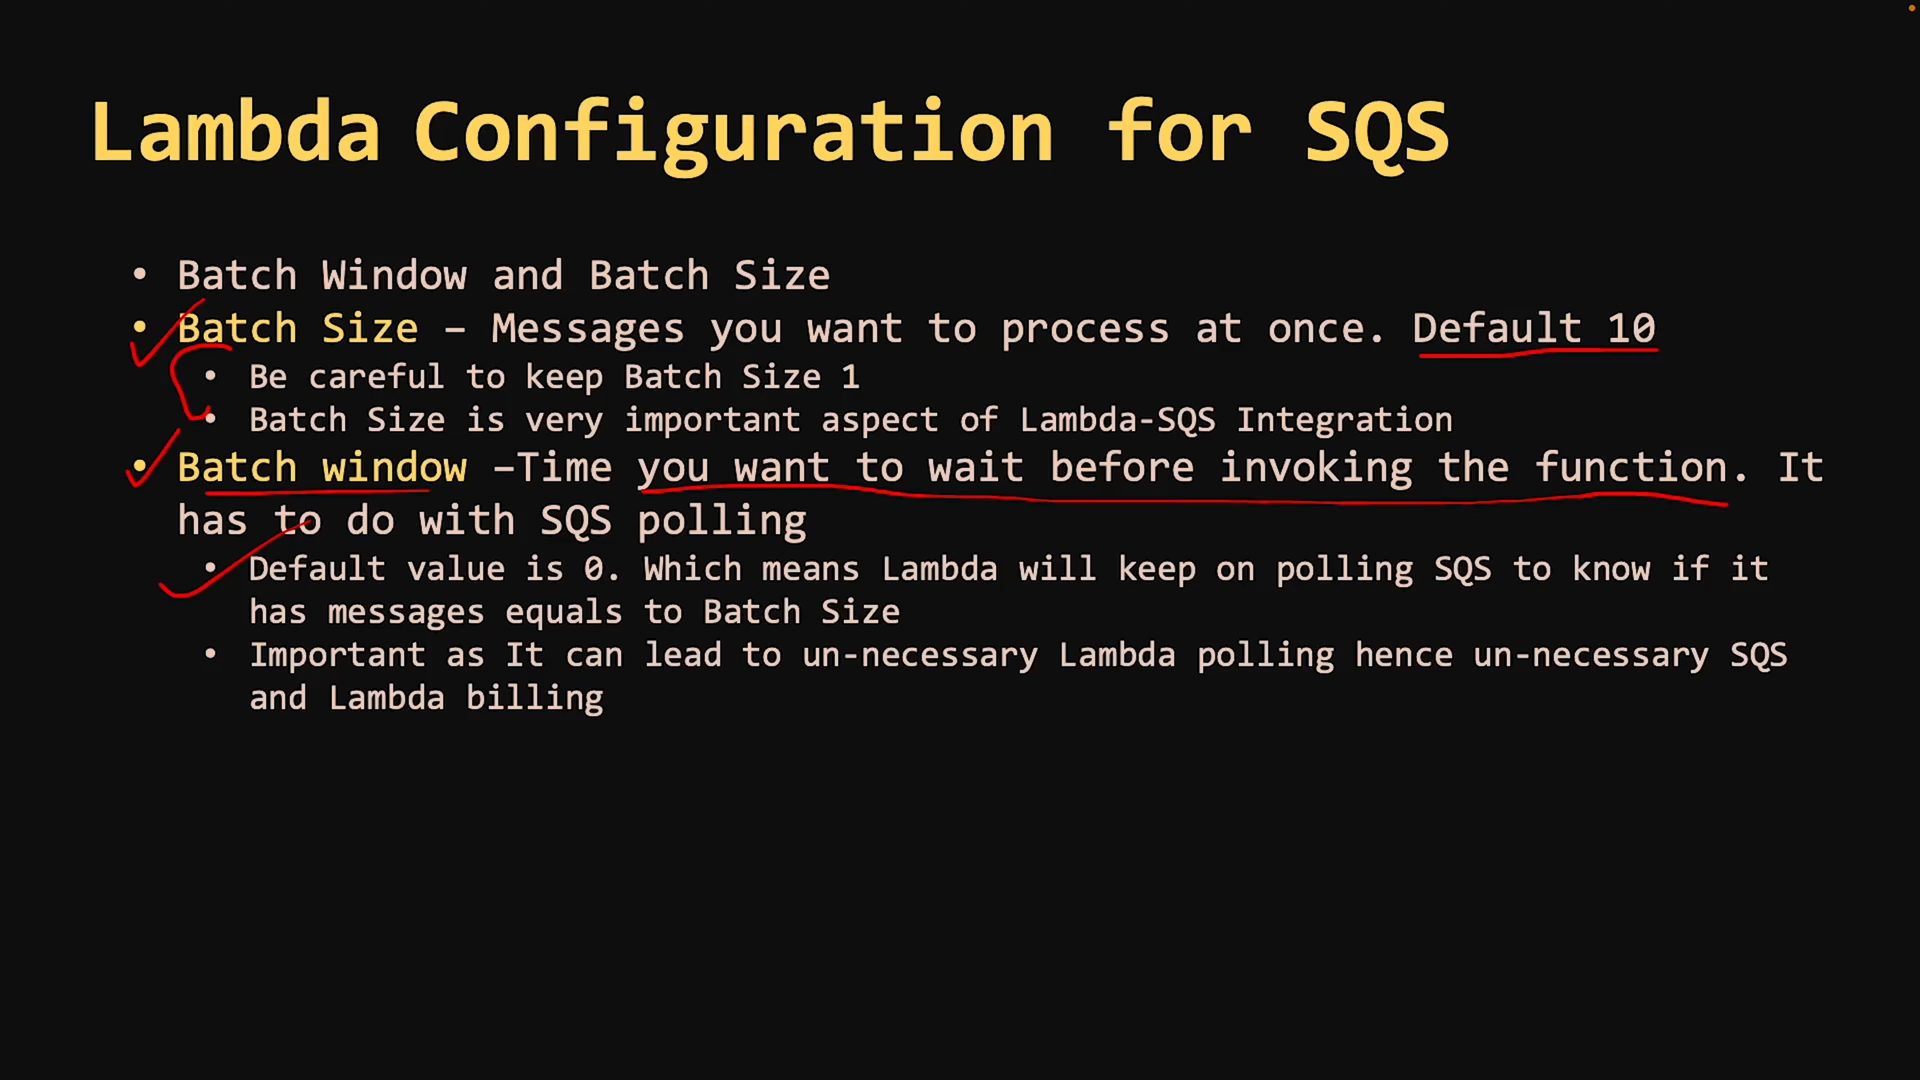 Lambda Configuration for SQS
• Batch Window and Batch Size
• Batch Size – Messages you want to process at once. Default 10
• Be careful to keep Batch Size 1
• Batch Size is very important aspect of Lambda-SQS Integration
• Batch window –Time you want to wait before invoking the function. It
has to do with SQS polling
• Default value is 0. Which means Lambda will keep on polling SQS to know if it
has messages equals to Batch Size
• Important as It can lead to un-necessary Lambda polling hence un-necessary SQS
and Lambda billing